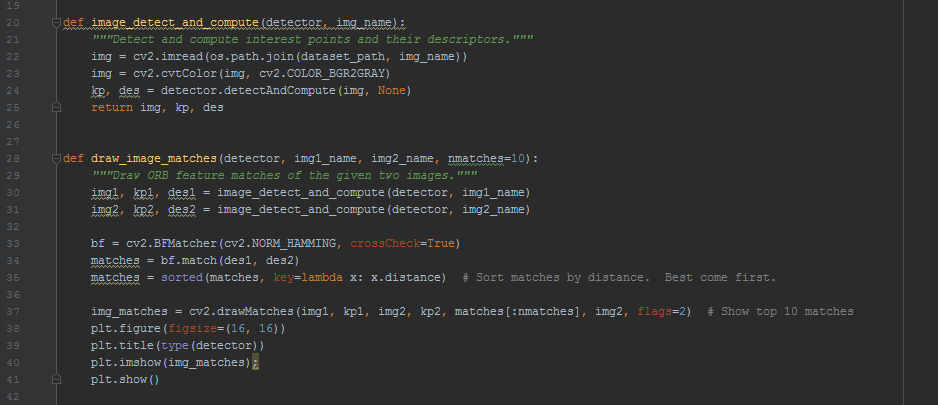 19
20 def image_detect_and_compute(detector, img_name):
21     """Detect and compute interest points and their descriptors."""
22     img = cv2.imread(os.path.join(dataset_path, img_name))
23     img = cv2.cvtColor(img, cv2.COLOR_BGR2GRAY)
24     kp, des = detector.detectAndCompute(img, None)
25     return img, kp, des
26
27
28 def draw_image_matches(detector, img1_name, img2_name, nmatches=10):
29     """Draw ORB feature matches of the given two images."""
30     img1, kp1, des1 = image_detect_and_compute(detector, img1_name)
31     img2, kp2, des2 = image_detect_and_compute(detector, img2_name)
32
33     bf = cv2.BFMatcher(cv2.NORM_HAMMING, crossCheck=True)
34     matches = bf.match(des1, des2)
35     matches = sorted(matches, key=lambda x: x.distance)  # Sort matches by distance.  Best come first.
36
37     img_matches = cv2.drawMatches(img1, kp1, img2, kp2, matches[:nmatches], img2, flags=2)  # Show top 10 matches
38     plt.figure(figsize=(16, 16))
39     plt.title(type(detector))
40     plt.imshow(img_matches);
41     plt.show()
42